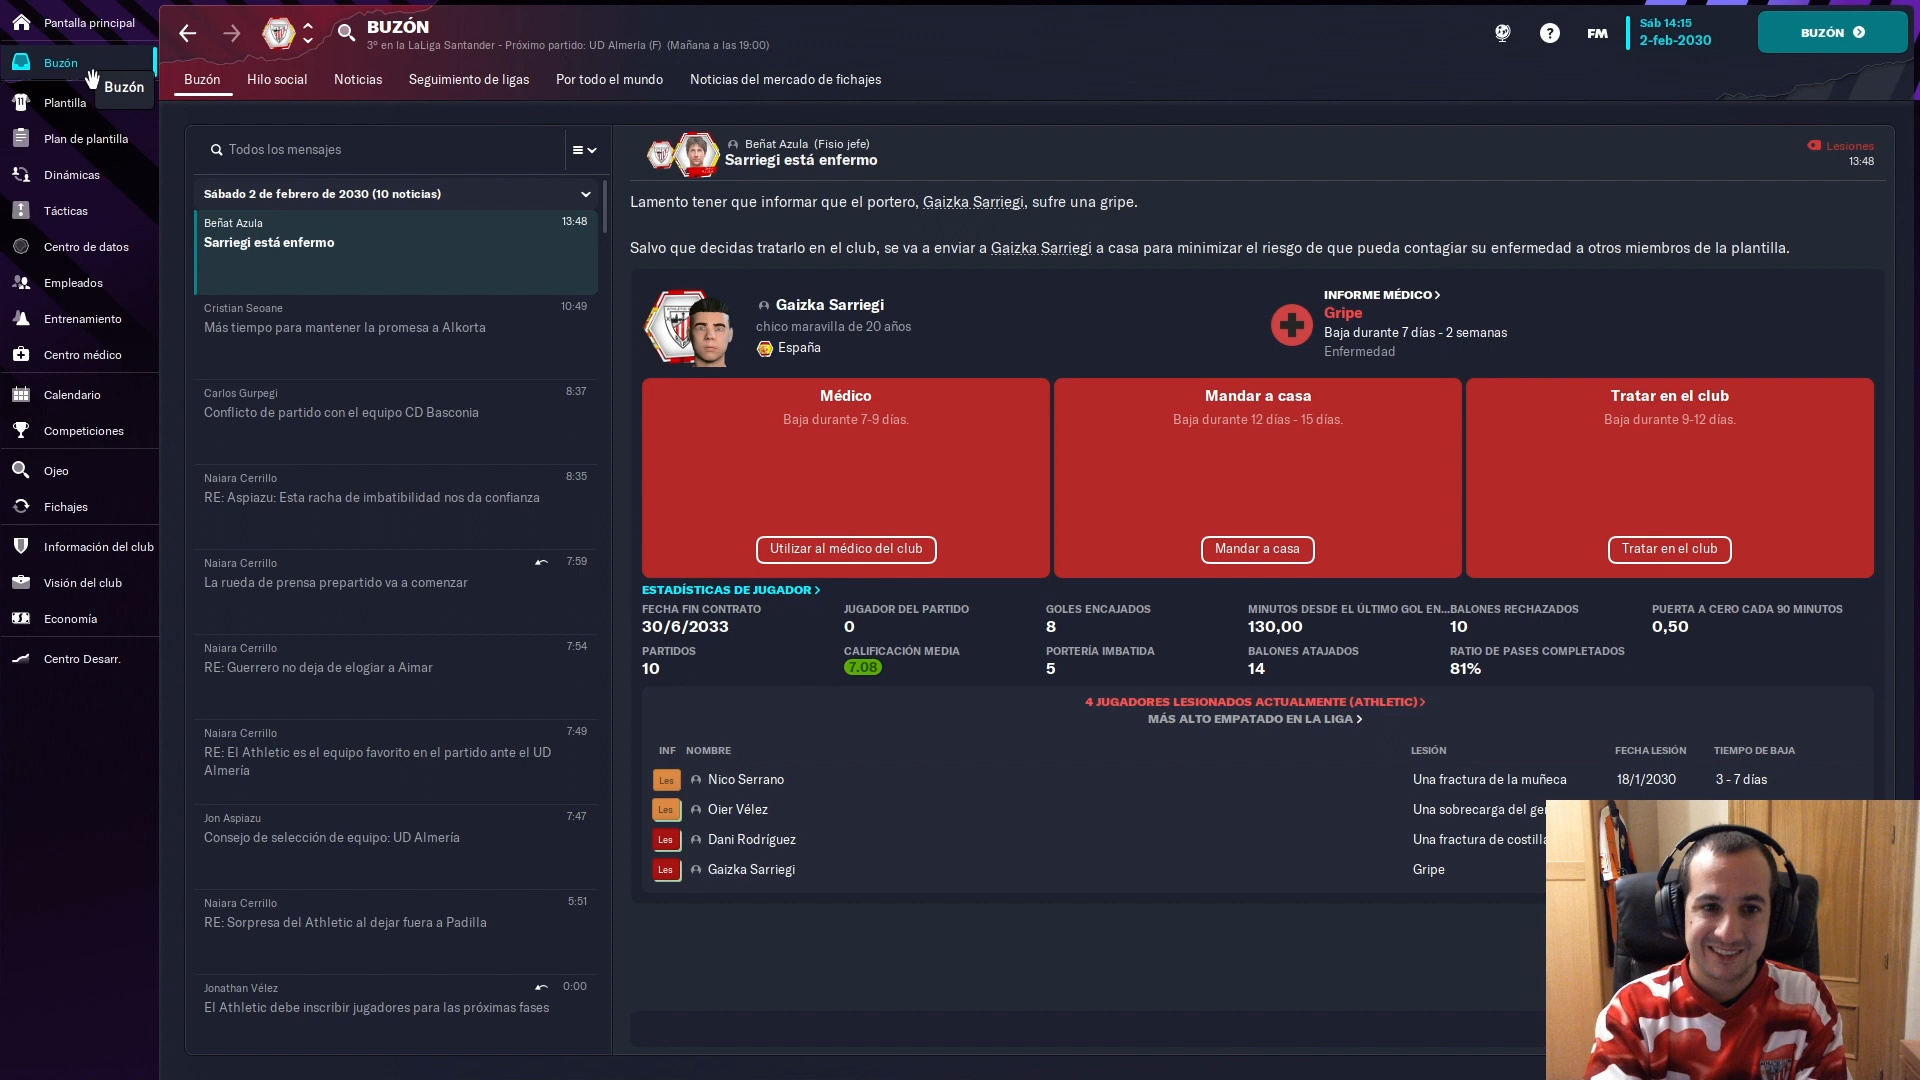 Pantalla principal
Buzón
Buzón
Plantilla
Plan de plantilla
Dinámicas
Tácticas
Centro de datos
Empleados
Entrenamiento
Centro médico
Calendario
Competiciones
Ojeo
Fichajes
Información del club
Visión del club
Economía
Centro Desarr.
BUZÓN
3º en la LaLiga Santander - Próximo partido: UD Almería (F) (Mañana a las 19:00)
FM
Sáb 14:15
2-feb-2030
BUZÓN
Buzón
Hilo social
Noticias
Seguimiento de ligas
Por todo el mundo
Noticias del mercado de fichajes
Todos los mensajes
Sábado 2 de febrero de 2030 (10 noticias)
Beñat Azula 13:48
Sarriegi está enfermo
Cristian Seoane 10:49
Más tiempo para mantener la promesa a Alkorta
Carlos Gurpegi 8:37
Conflicto de partido con el equipo CD Basconia
Naiara Cerrillo 8:35
RE: Aspiazu: Esta racha de imbatibilidad nos da confianza
Naiara Cerrillo 7:59
La rueda de prensa prepartido va a comenzar
Naiara Cerrillo 7:54
RE: Guerrero no deja de elogiar a Aimar
Naiara Cerrillo 7:49
RE: El Athletic es el equipo favorito en el partido ante el UD
Almería
Jon Aspiazu 7:47
Consejo de selección de equipo: UD Almería
Naiara Cerrillo 5:51
RE: Sorpresa del Athletic al dejar fuera a Padilla
Jonathan Vélez 0:00
El Athletic debe inscribir jugadores para las próximas fases
Beñat Azula (Fisio jefe)
Sarriegi está enfermo
Lesiones
13:48
Lamento tener que informar que el portero, Gaizka Sarriegi, sufre una gripe.
Salvo que decidas tratarlo en el club, se va a enviar a Gaizka Sarriegi a casa para minimizar el riesgo de que pueda contagiar su enfermedad a otros miembros de la plantilla.
Gaizka Sarriegi
chico maravilla de 20 años
España
INFORME MÉDICO
Gripe
Baja durante 7 días - 2 semanas
Enfermedad
Médico
Baja durante 7-9 días.
Utilizar al médico del club
Mandar a casa
Baja durante 12 días - 15 días.
Mandar a casa
Tratar en el club
Baja durante 9-12 días.
Tratar en el club
ESTADÍSTICAS DE JUGADOR
FECHA FIN CONTRATO JUGADOR DEL PARTIDO GOLES ENCAJADOS MINUTOS DESDE EL ÚLTIMO GOL EN... BALONES RECHAZADOS PUERTA A CERO CADA 90 MINUTOS
30/6/2033 0 8 130,00 10 0,50
PARTIDOS CALIFICACIÓN MEDIA PORTERÍA IMBATIDA BALONES ATAJADOS RATIO DE PASES COMPLETADOS
10 7.08 5 14 81%
4 JUGADORES LESIONADOS ACTUALMENTE (ATHLETIC)
MÁS ALTO EMPATADO EN LA LIGA
INF NOMBRE LESIÓN FECHA LESIÓN TIEMPO DE BAJA
Les Nico Serrano Una fractura de la muñeca 18/1/2030 3 - 7 días
Les Oier Vélez Una sobrecarga del
Les Dani Rodríguez Una fractura de costilla
Les Gaizka Sarriegi Gripe